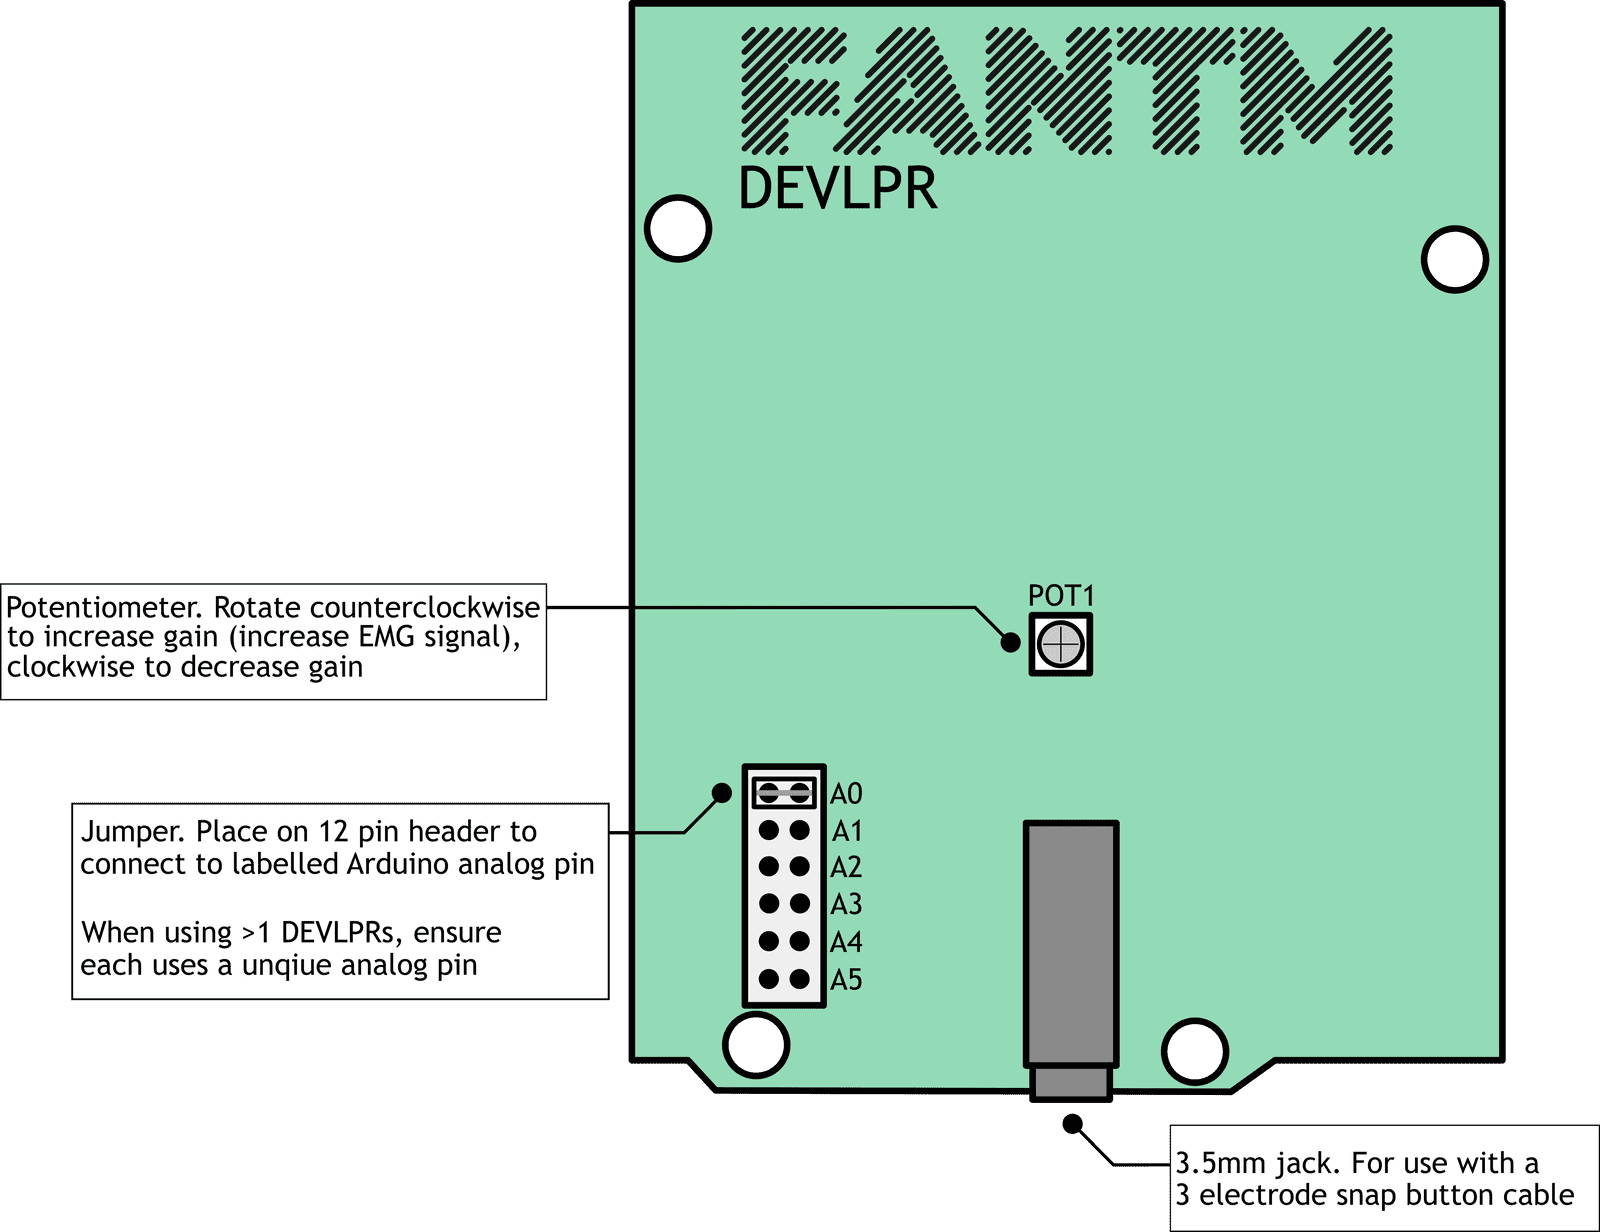 FANTM
DEVLPR
POT1
Potentiometer. Rotate counterclockwise
to increase gain (increase EMG signal),
clockwise to decrease gain
A0
A1
A2
A3
A4
A5
Jumper. Place on 12 pin header to
connect to labelled Arduino analog pin
When using >1 DEVLPRs, ensure
each uses a unqiue analog pin
3.5mm jack. For use with a
3 electrode snap button cable